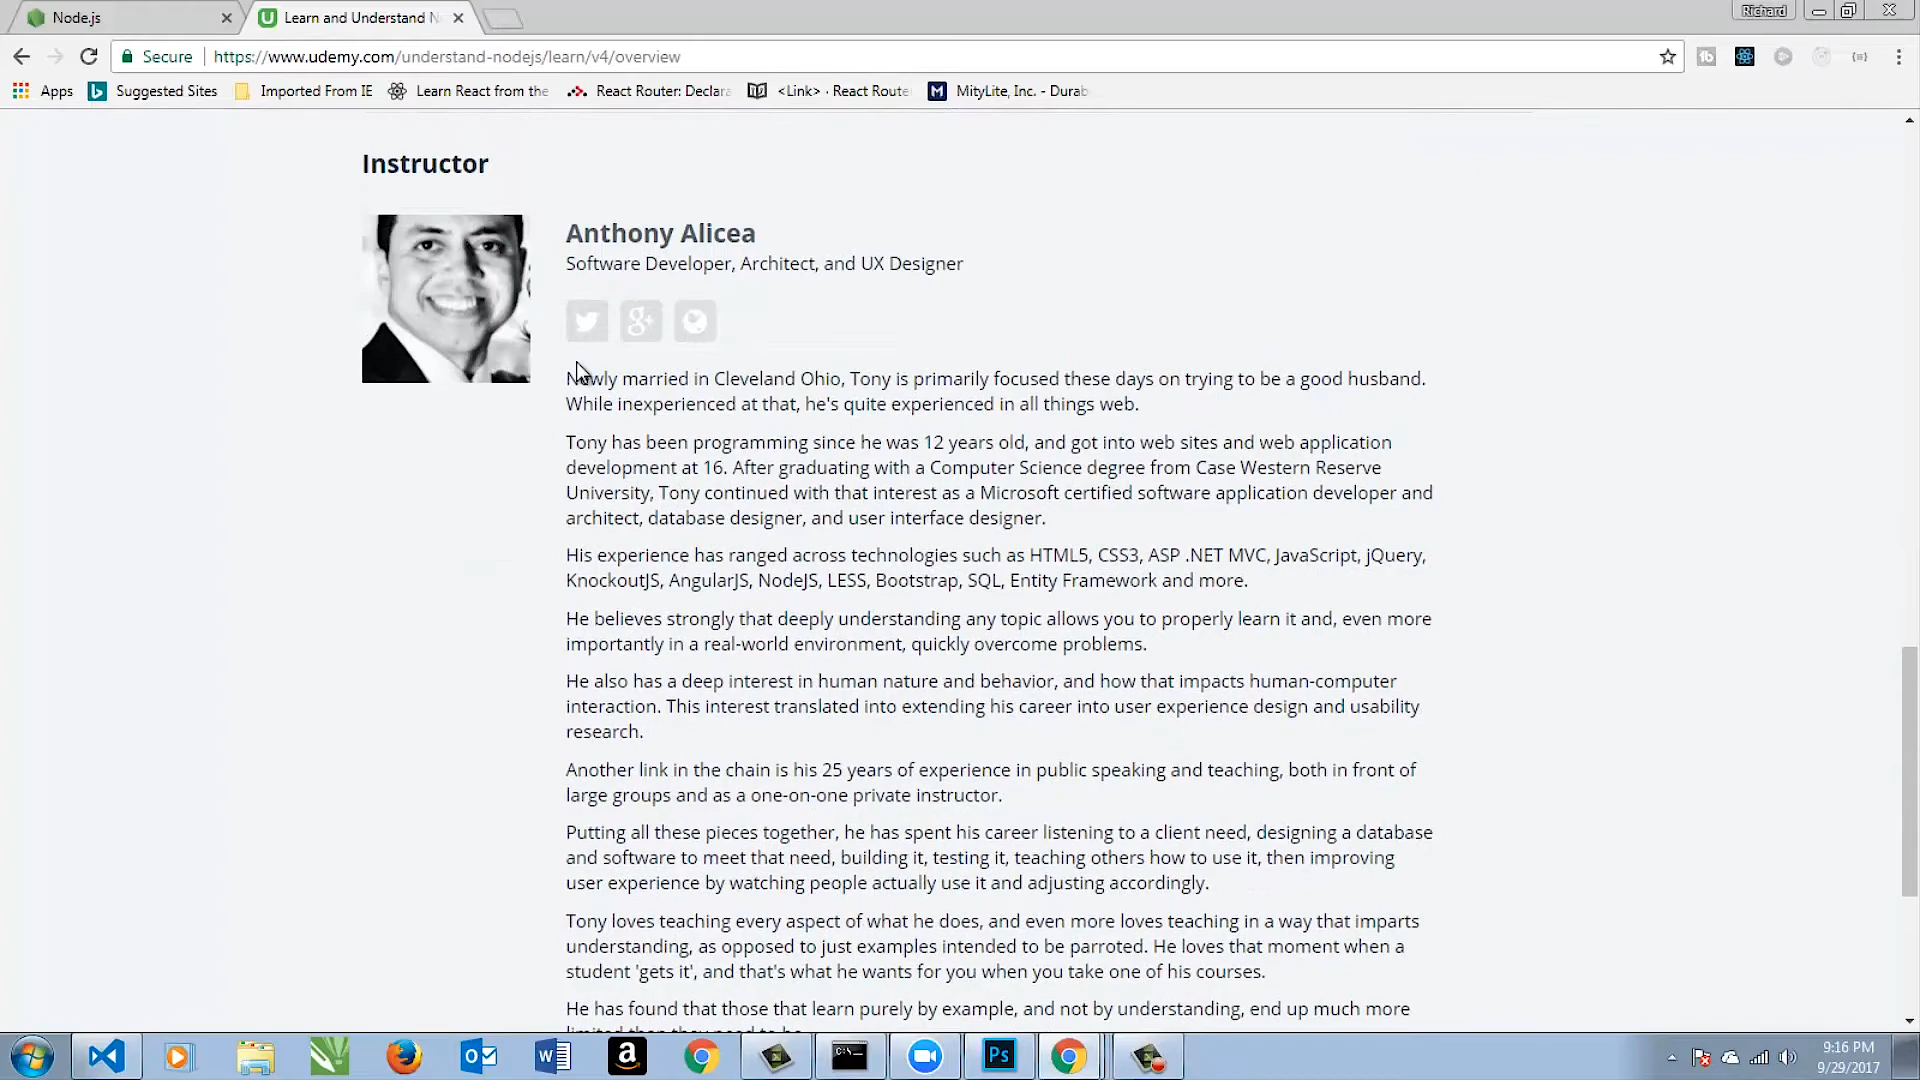 Node.js
Learn and Understand N
Richard
Secure https://www.udemy.com/understand-nodejs/learn/v4/overview
Apps Suggested Sites Imported From IE Learn React from the React Router: Declara <Link> · React Route MityLite, Inc. - Durab
Instructor
Anthony Alicea
Software Developer, Architect, and UX Designer
Newly married in Cleveland Ohio, Tony is primarily focused these days on trying to be a good husband.
While inexperienced at that, he's quite experienced in all things web.
Tony has been programming since he was 12 years old, and got into web sites and web application
development at 16. After graduating with a Computer Science degree from Case Western Reserve
University, Tony continued with that interest as a Microsoft certified software application developer and
architect, database designer, and user interface designer.
His experience has ranged across technologies such as HTML5, CSS3, ASP .NET MVC, JavaScript, jQuery,
KnockoutJS, AngularJS, NodeJS, LESS, Bootstrap, SQL, Entity Framework and more.
He believes strongly that deeply understanding any topic allows you to properly learn it and, even more
importantly in a real-world environment, quickly overcome problems.
He also has a deep interest in human nature and behavior, and how that impacts human-computer
interaction. This interest translated into extending his career into user experience design and usability
research.
Another link in the chain is his 25 years of experience in public speaking and teaching, both in front of
large groups and as a one-on-one private instructor.
Putting all these pieces together, he has spent his career listening to a client need, designing a database
and software to meet that need, building it, testing it, teaching others how to use it, then improving
user experience by watching people actually use it and adjusting accordingly.
Tony loves teaching every aspect of what he does, and even more loves teaching in a way that imparts
understanding, as opposed to just examples intended to be parroted. He loves that moment when a
student 'gets it', and that's what he wants for you when you take one of his courses.
He has found that those that learn purely by example, and not by understanding, end up much more
limited than they need to be.
9:16 PM
9/29/2017